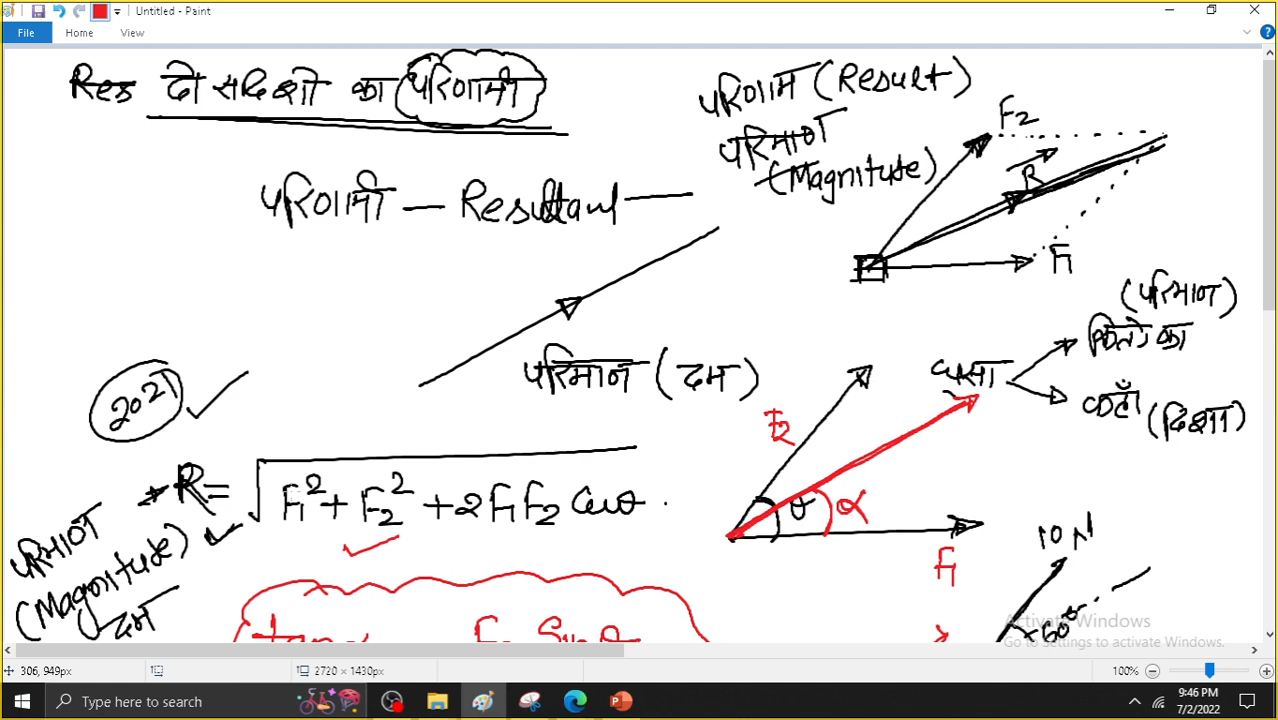 Untitled - Paint
File Home View
दो सदिशो का परिणामी
परिणाम (Result)
परिमाण
(Magnitude)
परिणामी — Resultant —
F2
R
F1
परिमान (दम)
(परिमान)
कितने का
धक्का
कहाँ (दिशा)
2021
R = √F1² + F2² + 2F1F2 Cosθ
परिमाण
(Magnitude)
दम
F2
θ
α
F1
10 N
60°
Activate Windows
Go to Settings to activate Windows.
306, 949px
2720 × 1430px
100%
Type here to search
9:46 PM
7/2/2022